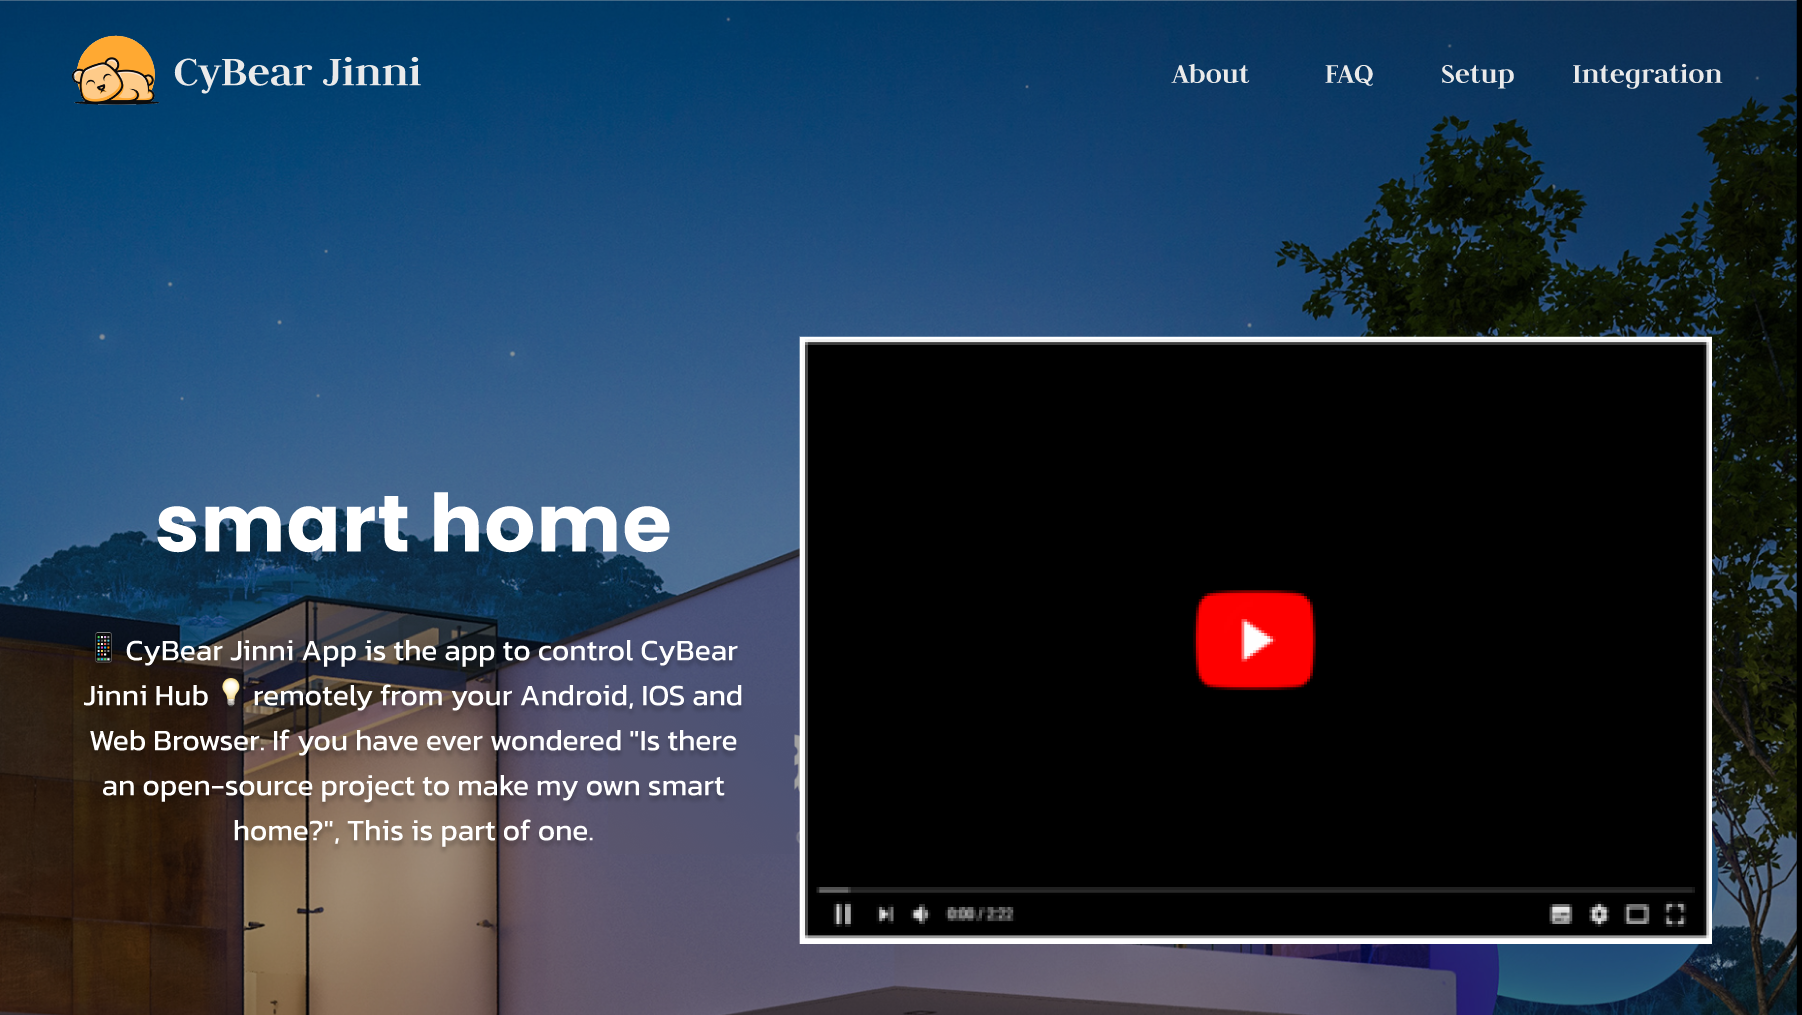 CyBear Jinni
About
FAQ
Setup
Integration
smart home
📱 CyBear Jinni App is the app to control CyBear
Jinni Hub 💡 remotely from your Android, IOS and
Web Browser. If you have ever wondered "Is there
an open-source project to make my own smart
home?", This is part of one.
0:00 / 2:22